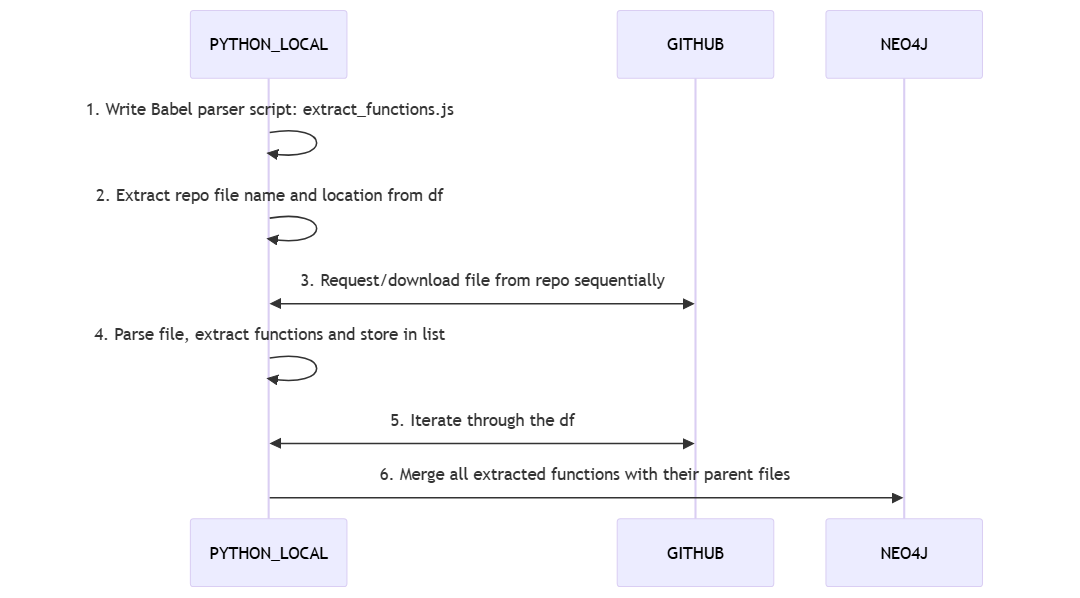 PYTHON_LOCAL
GITHUB
NEO4J
1. Write Babel parser script: extract_functions.js
2. Extract repo file name and location from df
3. Request/download file from repo sequentially
4. Parse file, extract functions and store in list
5. Iterate through the df
6. Merge all extracted functions with their parent files
PYTHON_LOCAL
GITHUB
NEO4J